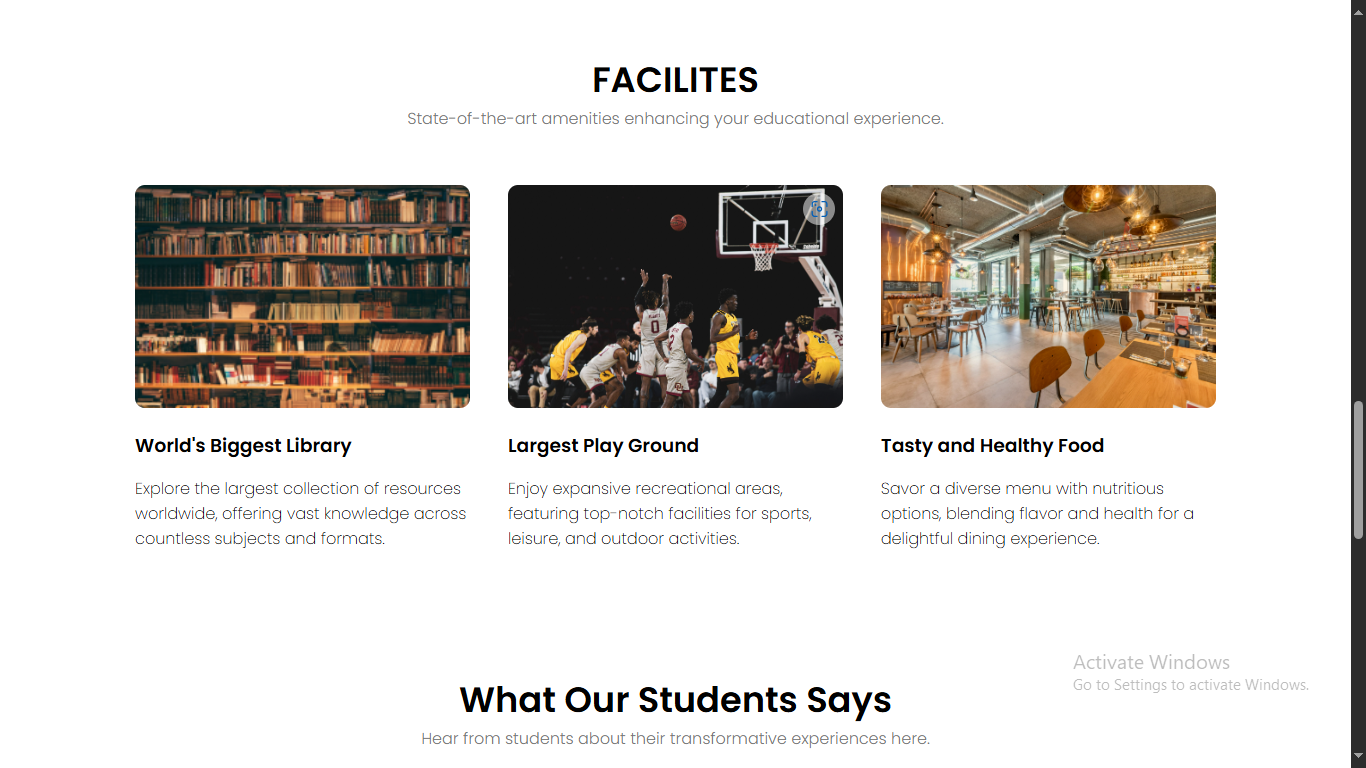 FACILITES
State-of-the-art amenities enhancing your educational experience.
World's Biggest Library
Explore the largest collection of resources
worldwide, offering vast knowledge across
countless subjects and formats.
Largest Play Ground
Enjoy expansive recreational areas,
featuring top-notch facilities for sports,
leisure, and outdoor activities.
Tasty and Healthy Food
Savor a diverse menu with nutritious
options, blending flavor and health for a
delightful dining experience.
Activate Windows
Go to Settings to activate Windows.
What Our Students Says
Hear from students about their transformative experiences here.